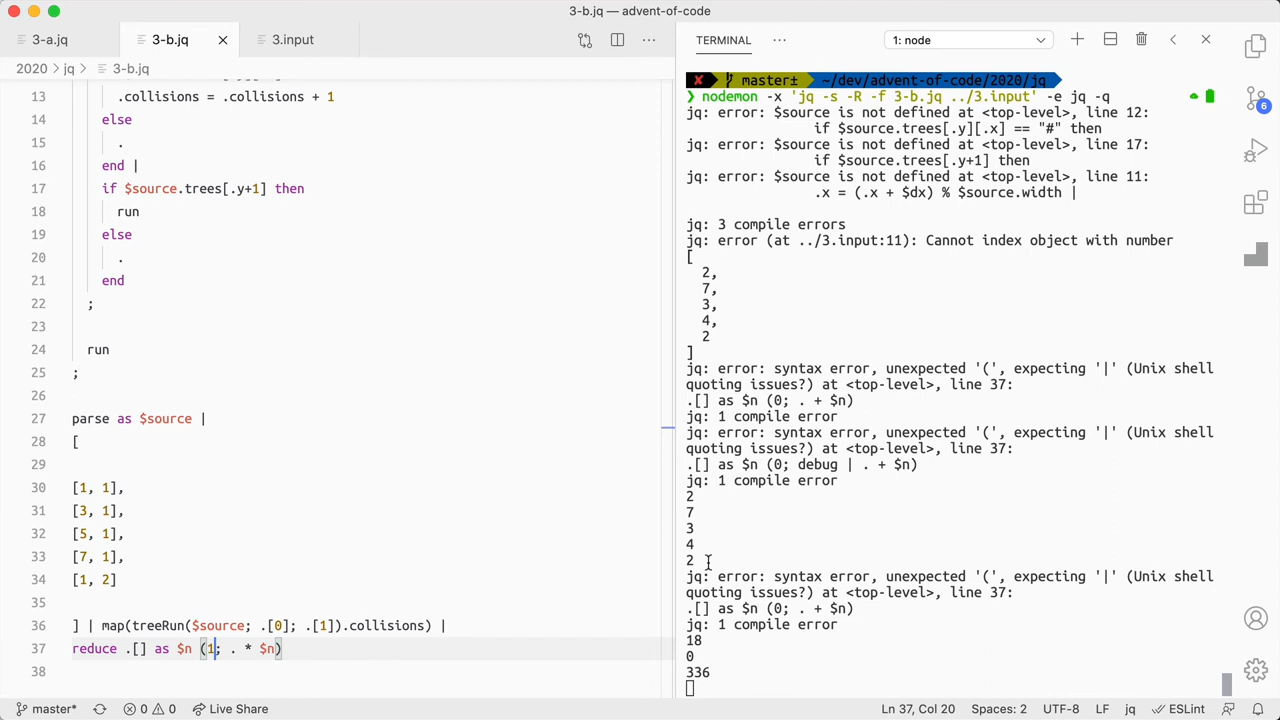 3-b.jq — advent-of-code
3-a.jq
3-b.jq
3.input
2020 › jq › 3-b.jq
13 .collisions = .collisions + 1
14 else
15 .
16 end |
17 if $source.trees[.y+1] then
18 run
19 else
20 .
21 end
22 ;
23
24 run
25 ;
26
27 parse as $source |
28 [
29
30 [1, 1],
31 [3, 1],
32 [5, 1],
33 [7, 1],
34 [1, 2]
35
36 ] | map(treeRun($source; .[0]; .[1]).collisions) |
37 reduce .[] as $n (1; . * $n)
38
TERMINAL
1: node
master± ~/dev/advent-of-code/2020/jq
❯ nodemon -x 'jq -s -R -f 3-b.jq ../3.input' -e jq -q
jq: error: $source is not defined at <top-level>, line 12:
if $source.trees[.y][.x] == "#" then
jq: error: $source is not defined at <top-level>, line 17:
if $source.trees[.y+1] then
jq: error: $source is not defined at <top-level>, line 11:
.x = (.x + $dx) % $source.width |
jq: 3 compile errors
jq: error (at ../3.input:11): Cannot index object with number
[
2,
7,
3,
4,
2
]
jq: error: syntax error, unexpected '(', expecting '|' (Unix shell
quoting issues?) at <top-level>, line 37:
.[] as $n (0; . + $n)
jq: 1 compile error
jq: error: syntax error, unexpected '(', expecting '|' (Unix shell
quoting issues?) at <top-level>, line 37:
.[] as $n (0; debug | . + $n)
jq: 1 compile error
2
7
3
4
2
jq: error: syntax error, unexpected '(', expecting '|' (Unix shell
quoting issues?) at <top-level>, line 37:
.[] as $n (0; . + $n)
jq: 1 compile error
18
0
336
6
master* 0 0 Live Share
Ln 37, Col 20 Spaces: 2 UTF-8 LF jq ESLint